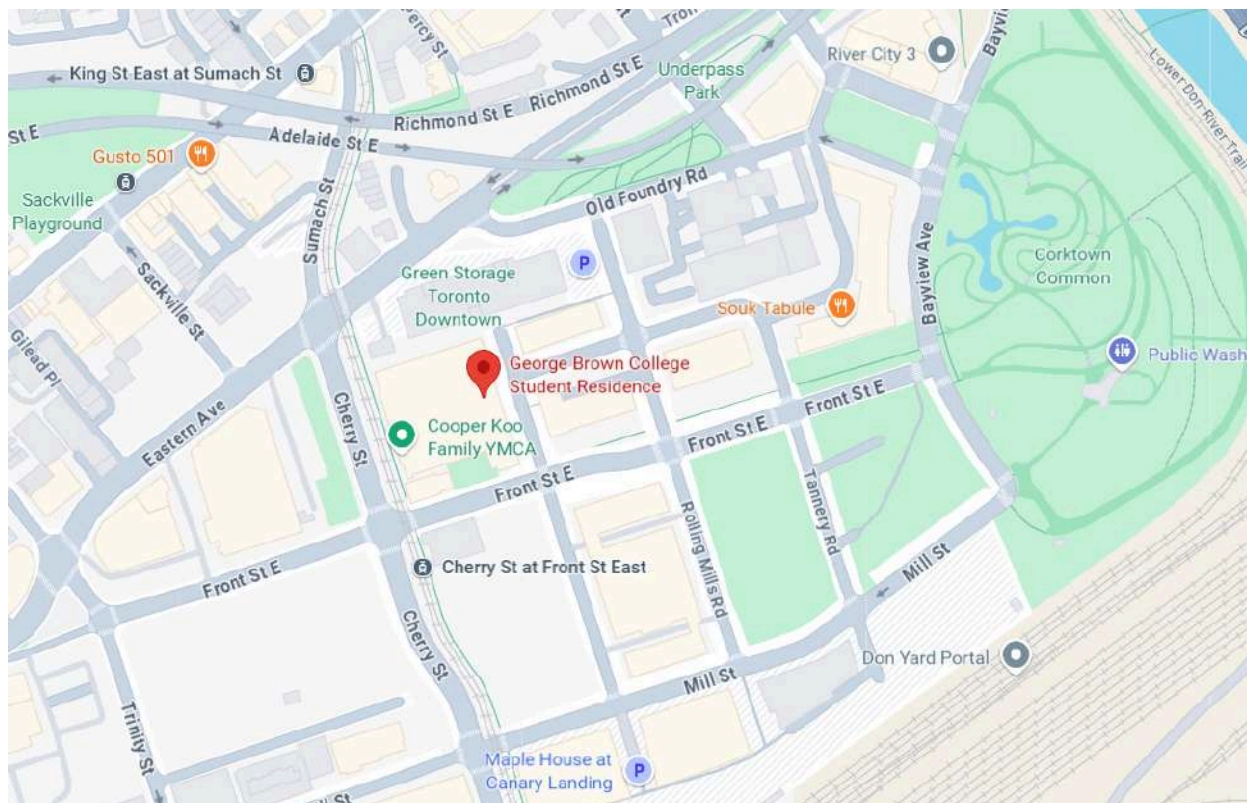 King St East at Sumach St
River City 3
Underpass
Park
Bayview
Lower Don River Trail
Richmond St E
Richmond St E
St E
Adelaide St E
Gusto 501
Sackville
Playground
Sumach St
Old Foundry Rd
Corktown
Common
Green Storage
Toronto
Downtown
P
Sackville St
Souk Tabule
Bayview Ave
Gilead Pl
George Brown College
Student Residence
Public Wash
Cherry St
Front St E
Eastern Ave
Cooper Koo
Family YMCA
Front St E
Front St E
Tannery Rd
Rolling Mills Rd
Front St E
Cherry St at Front St East
Mill St
Cherry St
Don Yard Portal
Mill St
Trinity St
Maple House at
Canary Landing
P